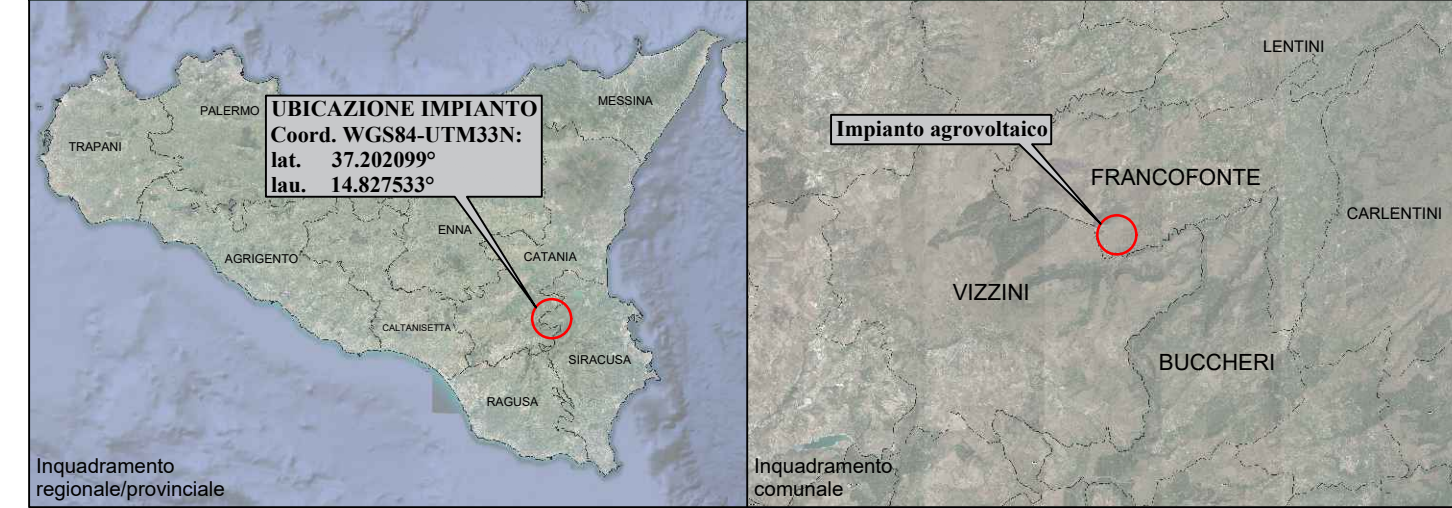 PALERMO
MESSINA
TRAPANI
UBICAZIONE IMPIANTO
Coord. WGS84-UTM33N:
lat. 37.202099°
lau. 14.827533°
ENNA
AGRIGENTO
CATANIA
CALTANISETTA
SIRACUSA
RAGUSA
Inquadramento
regionale/provinciale
LENTINI
Impianto agrovoltaico
FRANCOFONTE
CARLENTINI
VIZZINI
BUCCHERI
Inquadramento
comunale